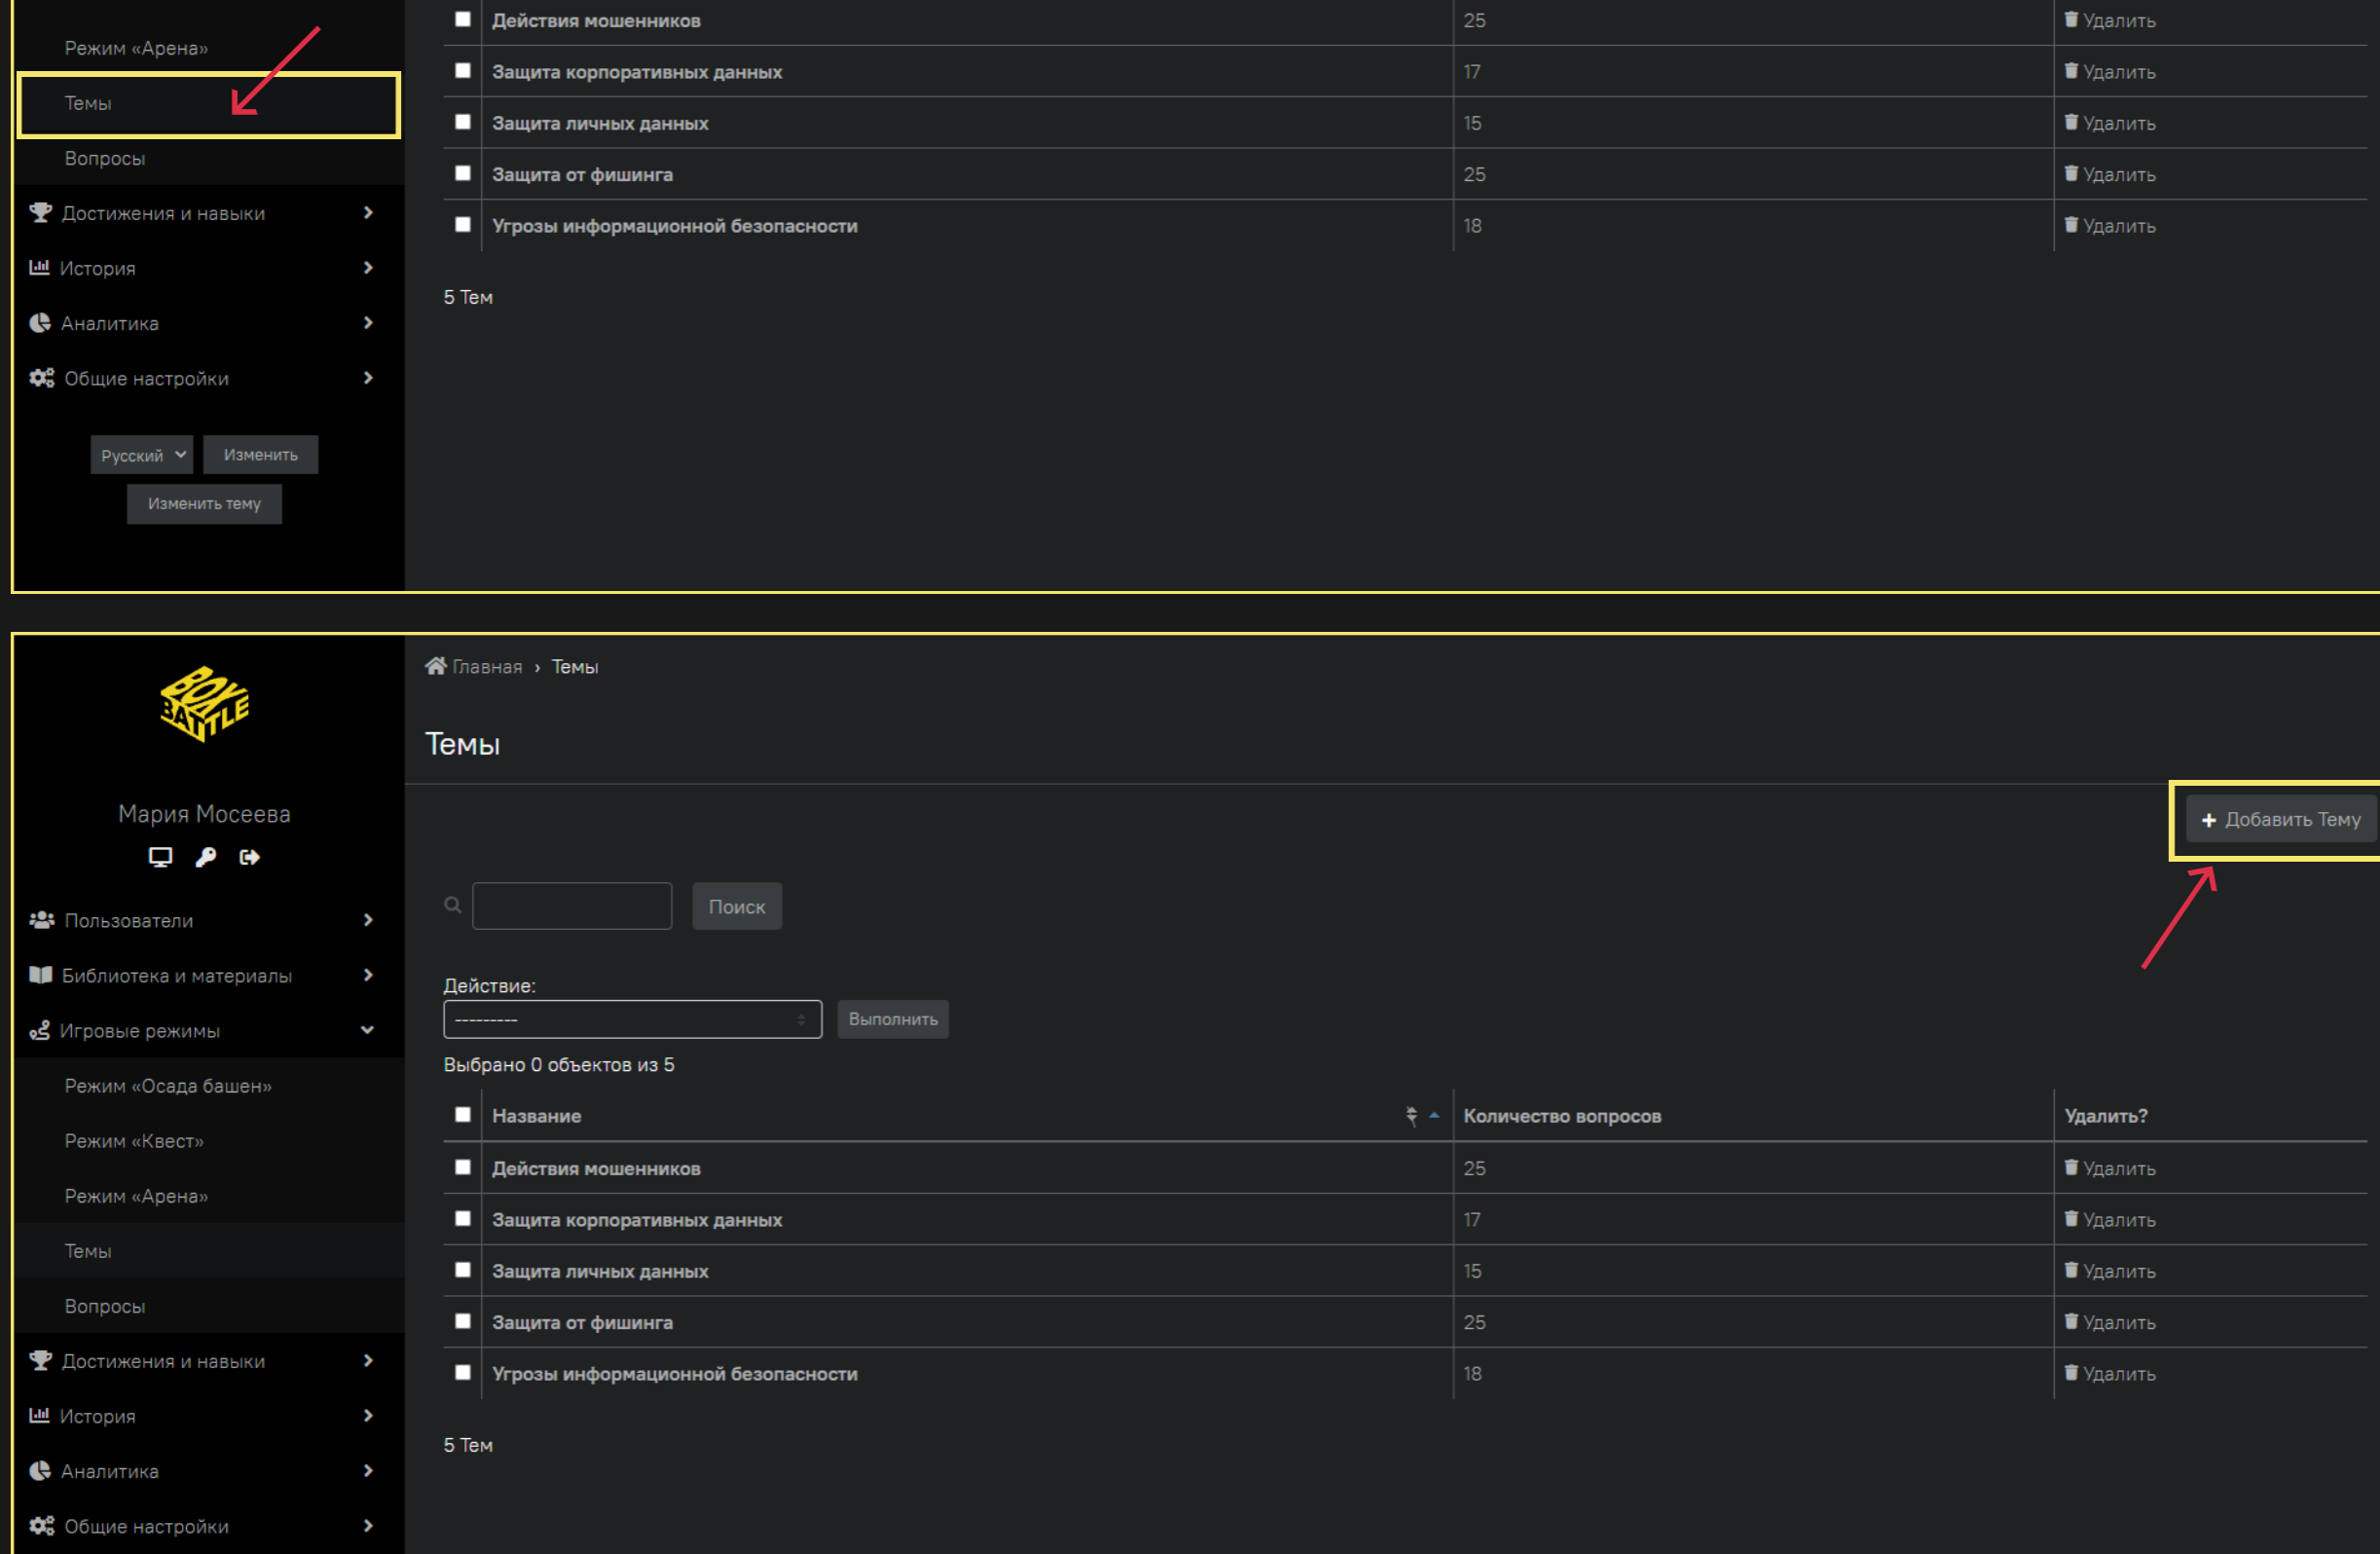 Режим «Арена»
Темы
Вопросы
Достижения и навыки
История
Аналитика
Общие настройки
Русский
Изменить
Изменить тему
Действия мошенников 25 Удалить
Защита корпоративных данных 17 Удалить
Защита личных данных 15 Удалить
Защита от фишинга 25 Удалить
Угрозы информационной безопасности 18 Удалить
5 Тем
BOX BATTLE
Мария Мосеева
Пользователи
Библиотека и материалы
Игровые режимы
Режим «Осада башен»
Режим «Квест»
Режим «Арена»
Темы
Вопросы
Достижения и навыки
История
Аналитика
Общие настройки
Главная › Темы
Темы
+ Добавить Тему
Поиск
Действие:
---------
Выполнить
Выбрано 0 объектов из 5
Название Количество вопросов Удалить?
Действия мошенников 25 Удалить
Защита корпоративных данных 17 Удалить
Защита личных данных 15 Удалить
Защита от фишинга 25 Удалить
Угрозы информационной безопасности 18 Удалить
5 Тем